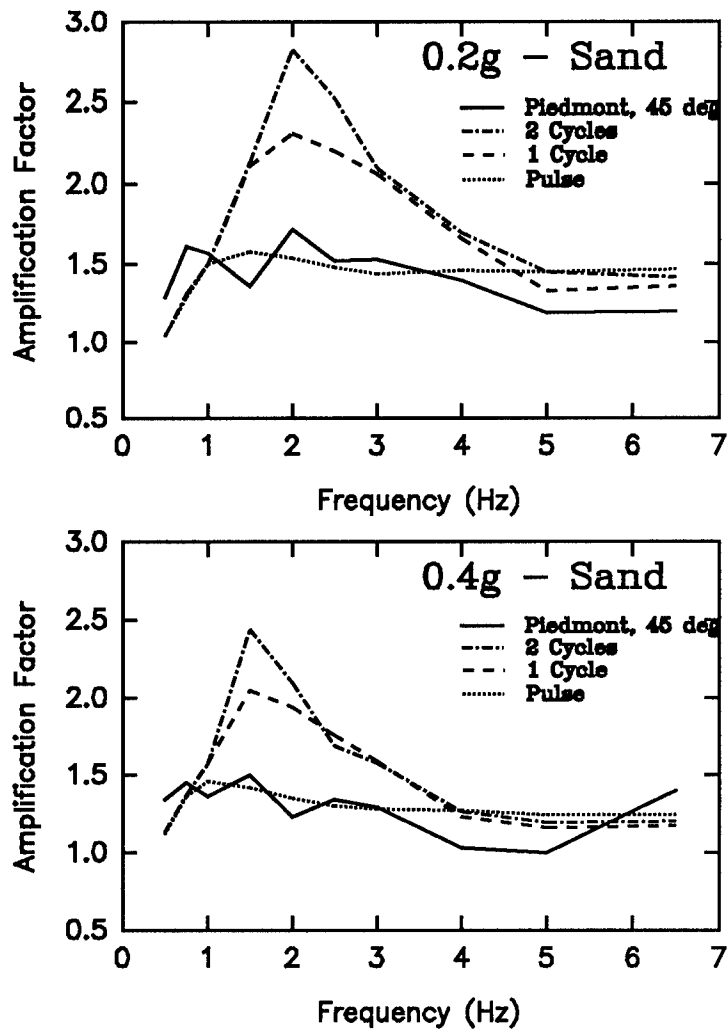 3.0
0.2g – Sand
Piedmont, 45 deg
2 Cycles
1 Cycle
Pulse
2.5
2.0
1.5
1.0
0.5
Amplification Factor
0 1 2 3 4 5 6 7
Frequency (Hz)
3.0
0.4g – Sand
Piedmont, 45 deg
2 Cycles
1 Cycle
Pulse
2.5
2.0
1.5
1.0
0.5
Amplification Factor
0 1 2 3 4 5 6 7
Frequency (Hz)